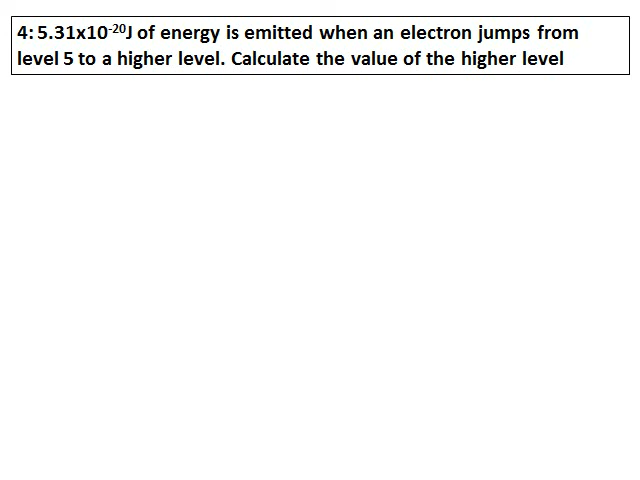 4: 5.31x10⁻²⁰J of energy is emitted when an electron jumps from
level 5 to a higher level. Calculate the value of the higher level